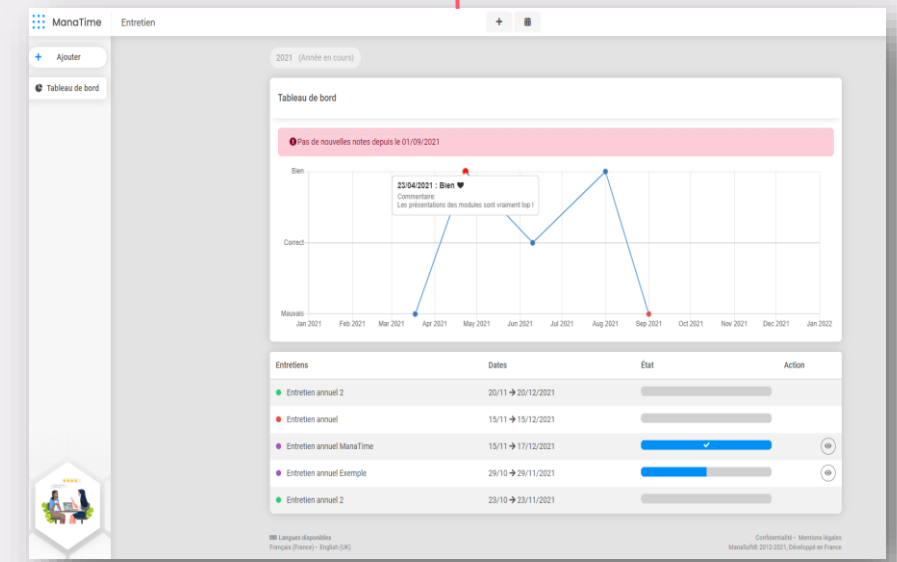 ManaTime Entretien
Ajouter
Tableau de bord
2021 (Année en cours)
Tableau de bord
Pas de nouvelles notes depuis le 01/09/2021
Bien
23/04/2021 : Bien ♥
Commentaire:
Les présentations des modules sont vraiment top !
Correct
Mauvais
Jan 2021 Feb 2021 Mar 2021 Apr 2021 May 2021 Jun 2021 Jul 2021 Aug 2021 Sep 2021 Oct 2021 Nov 2021 Dec 2021 Jan 2022
Entretiens Dates État Action
Entretien annuel 2 20/11 → 20/12/2021
Entretien annuel 15/11 → 15/12/2021
Entretien annuel ManaTime 15/11 → 17/12/2021
Entretien annuel Exemple 29/10 → 29/11/2021
Entretien annuel 2 23/10 → 23/11/2021
Langues disponibles
Français (France) - English (UK)
Confidentialité - Mentions légales
ManaSoft® 2012-2021, Développé en France